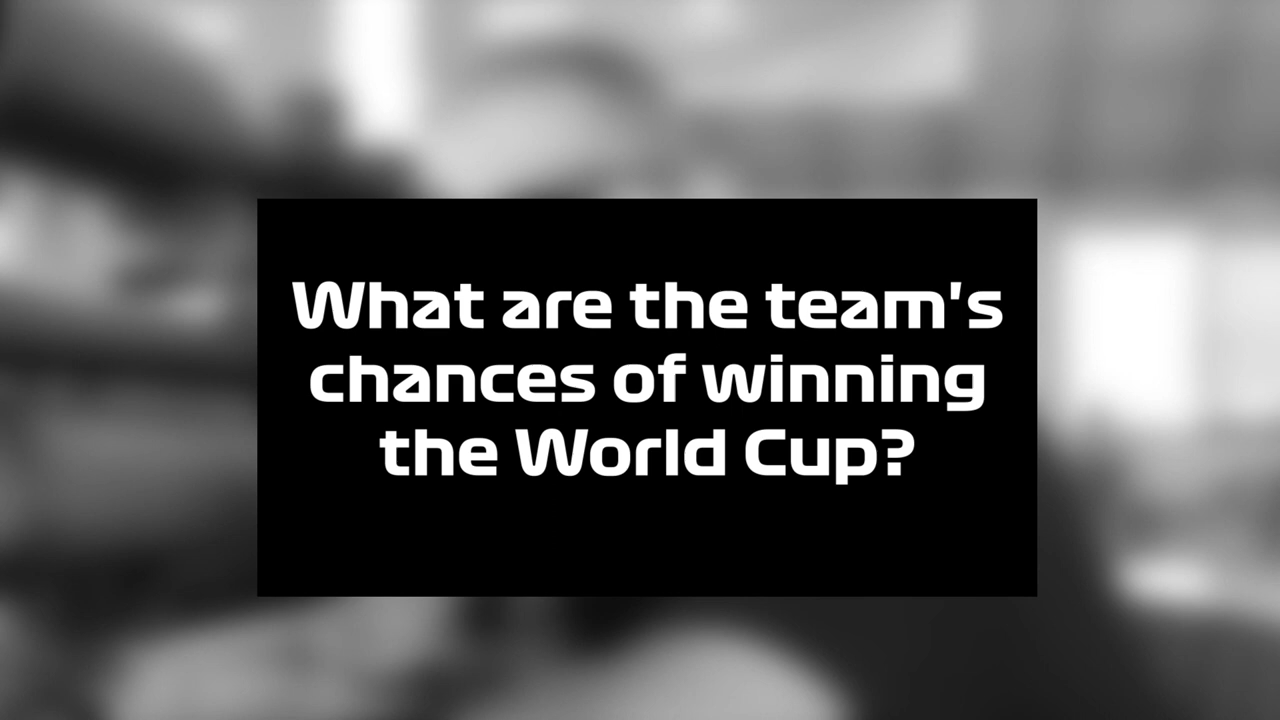 What are the team's
chances of winning
the World Cup?